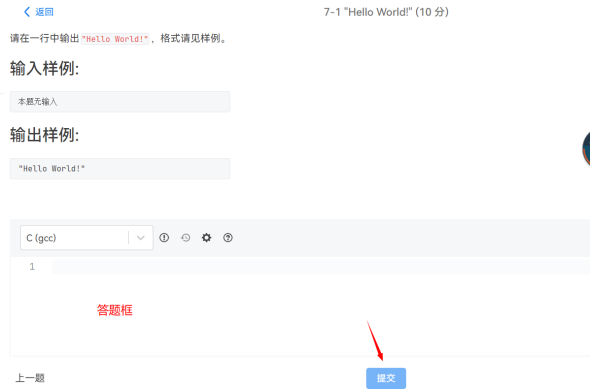 返回
7-1 "Hello World!" (10 分)
请在一行中输出 "Hello World!" ，格式请见样例。
输入样例:
本题无输入
输出样例:
"Hello World!"
C (gcc)
1
答题框
上一题
提交